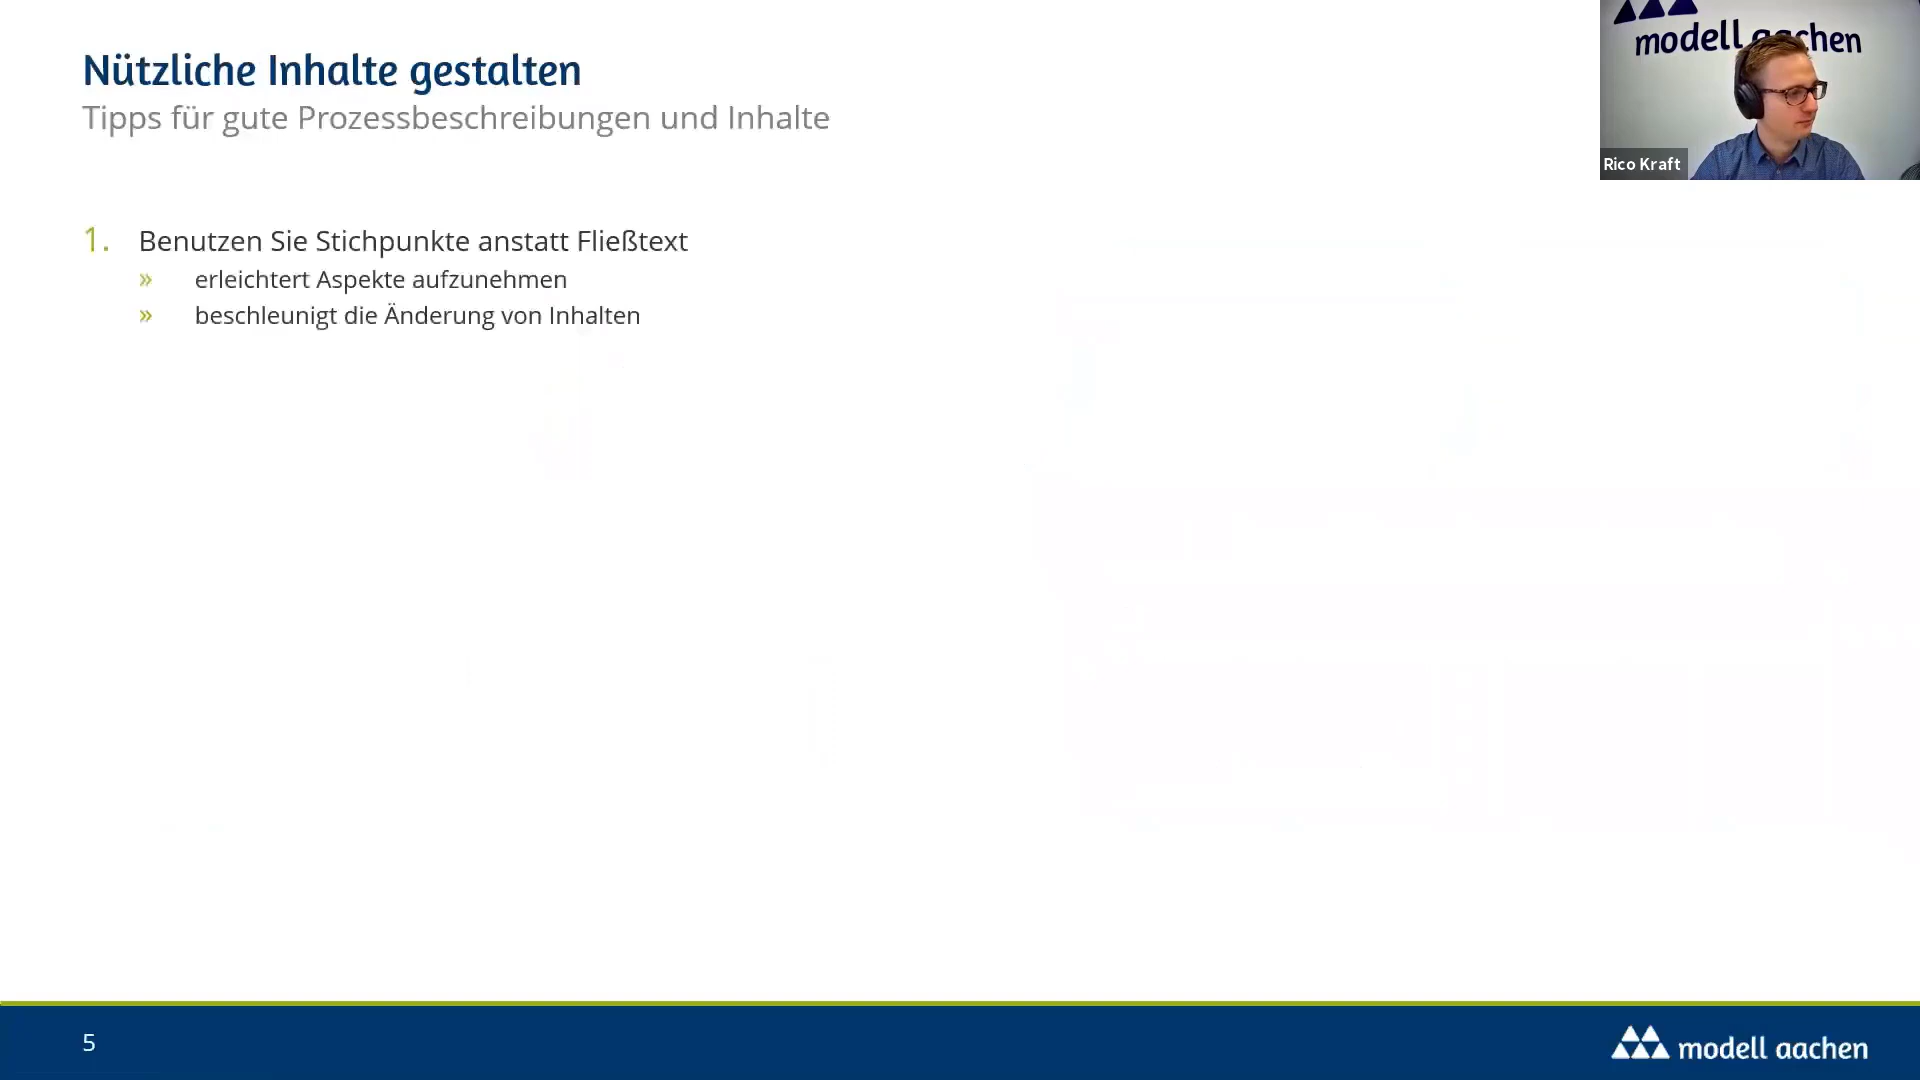 Nützliche Inhalte gestalten
Tipps für gute Prozessbeschreibungen und Inhalte
modell aachen
Rico Kraft
1. Benutzen Sie Stichpunkte anstatt Fließtext
» erleichtert Aspekte aufzunehmen
» beschleunigt die Änderung von Inhalten
5
modell aachen